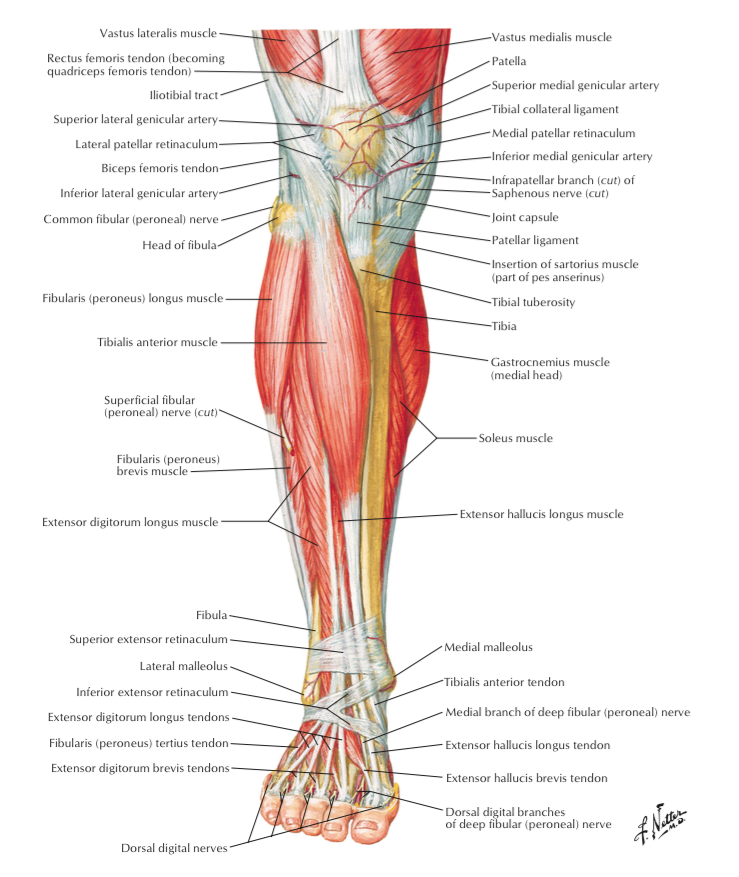 Vastus lateralis muscle
Rectus femoris tendon (becoming
quadriceps femoris tendon)
Iliotibial tract
Superior lateral genicular artery
Lateral patellar retinaculum
Biceps femoris tendon
Inferior lateral genicular artery
Common fibular (peroneal) nerve
Head of fibula
Fibularis (peroneus) longus muscle
Tibialis anterior muscle
Superficial fibular
(peroneal) nerve (cut)
Fibularis (peroneus)
brevis muscle
Extensor digitorum longus muscle
Fibula
Superior extensor retinaculum
Lateral malleolus
Inferior extensor retinaculum
Extensor digitorum longus tendons
Fibularis (peroneus) tertius tendon
Extensor digitorum brevis tendons
Dorsal digital nerves
Vastus medialis muscle
Patella
Superior medial genicular artery
Tibial collateral ligament
Medial patellar retinaculum
Inferior medial genicular artery
Infrapatellar branch (cut) of
Saphenous nerve (cut)
Joint capsule
Patellar ligament
Insertion of sartorius muscle
(part of pes anserinus)
Tibial tuberosity
Tibia
Gastrocnemius muscle
(medial head)
Soleus muscle
Extensor hallucis longus muscle
Medial malleolus
Tibialis anterior tendon
Medial branch of deep fibular (peroneal) nerve
Extensor hallucis longus tendon
Extensor hallucis brevis tendon
Dorsal digital branches
of deep fibular (peroneal) nerve
F. Netter
M.D.